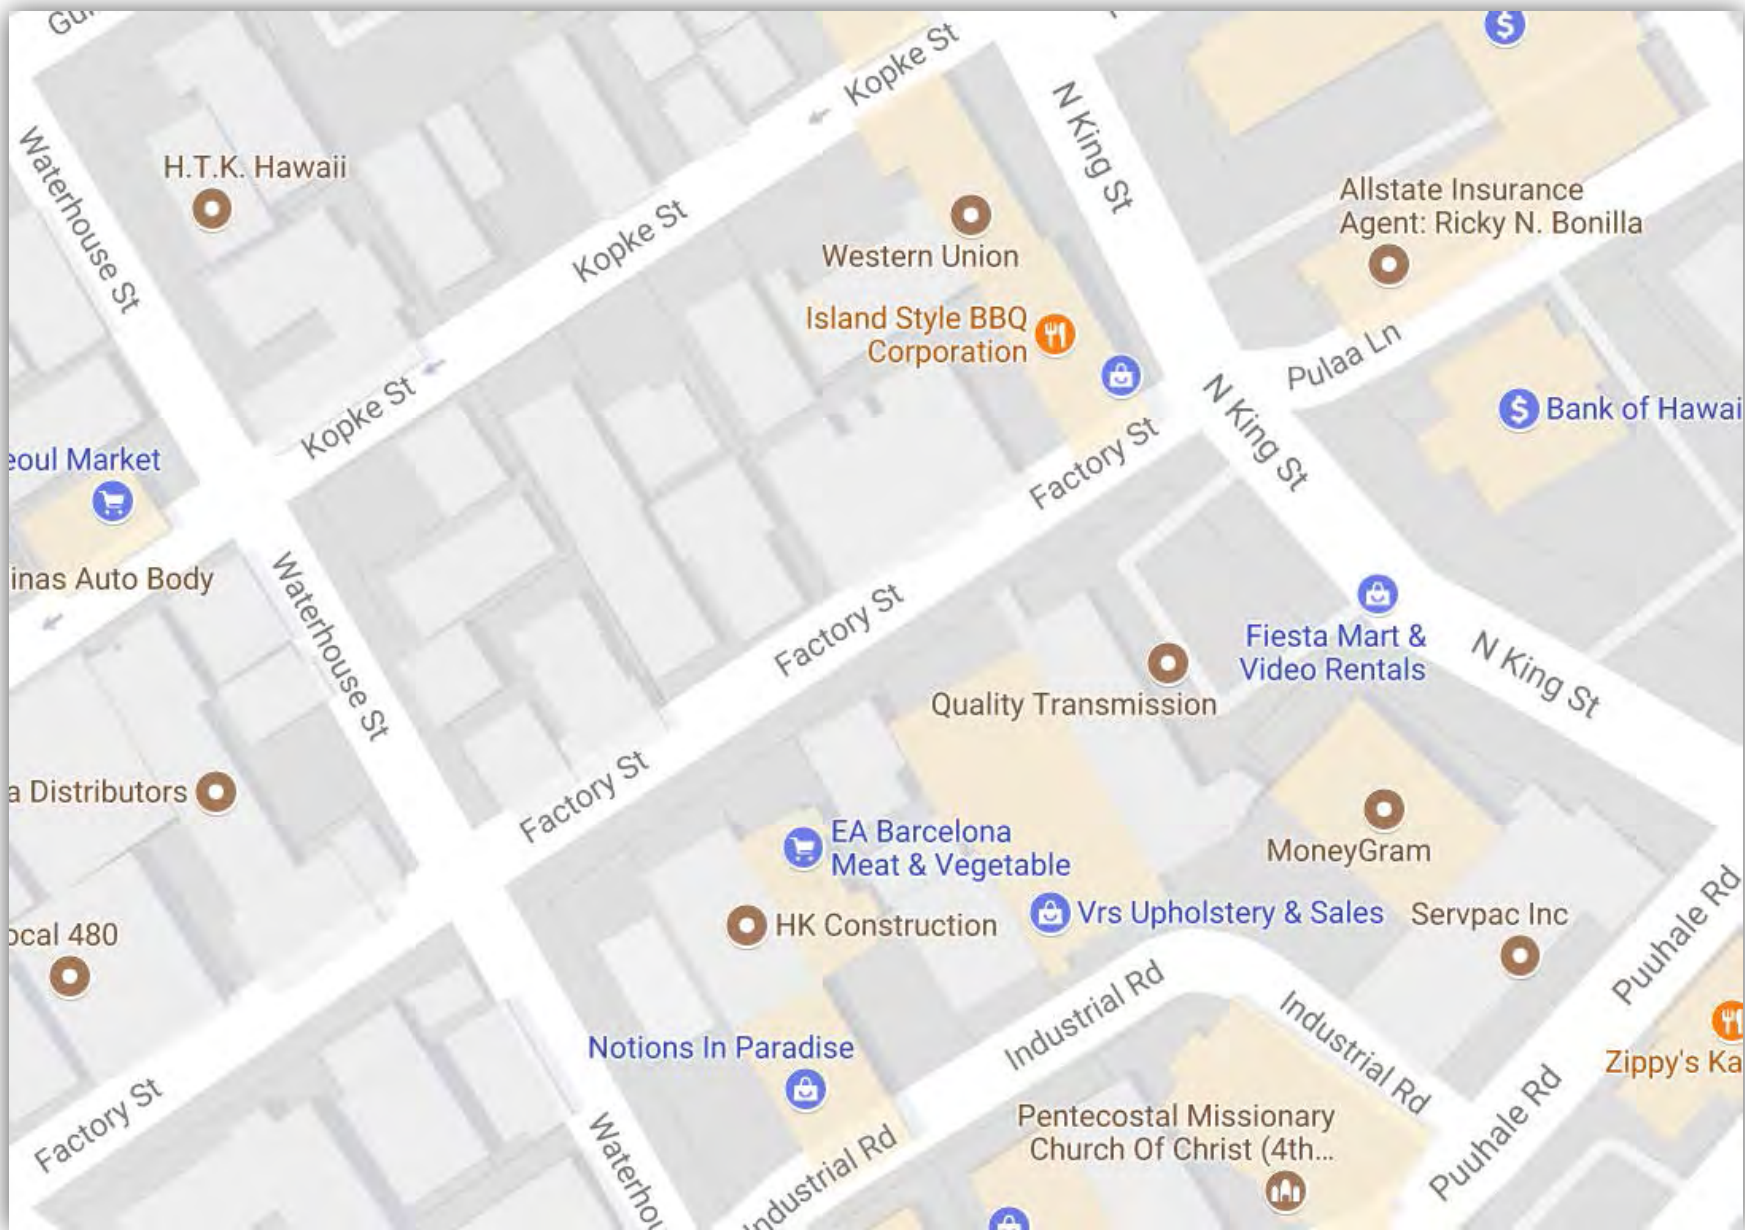 Kopke St
N King St
Waterhouse St
H.T.K. Hawaii
Allstate Insurance
Agent: Ricky N. Bonilla
Kopke St
Western Union
Island Style BBQ
Corporation
Pulaa Ln
N King St
Bank of Hawai
Kopke St
eoul Market
Factory St
inas Auto Body
Waterhouse St
Factory St
Fiesta Mart &
Video Rentals
N King St
Quality Transmission
a Distributors
Factory St
EA Barcelona
Meat & Vegetable
MoneyGram
Vrs Upholstery & Sales
Servpac Inc
HK Construction
ocal 480
Puuhale Rd
Industrial Rd
Industrial Rd
Notions In Paradise
Zippy's Ka
Factory St
Pentecostal Missionary
Church Of Christ (4th...
Puuhale Rd
Waterhou
Industrial Rd